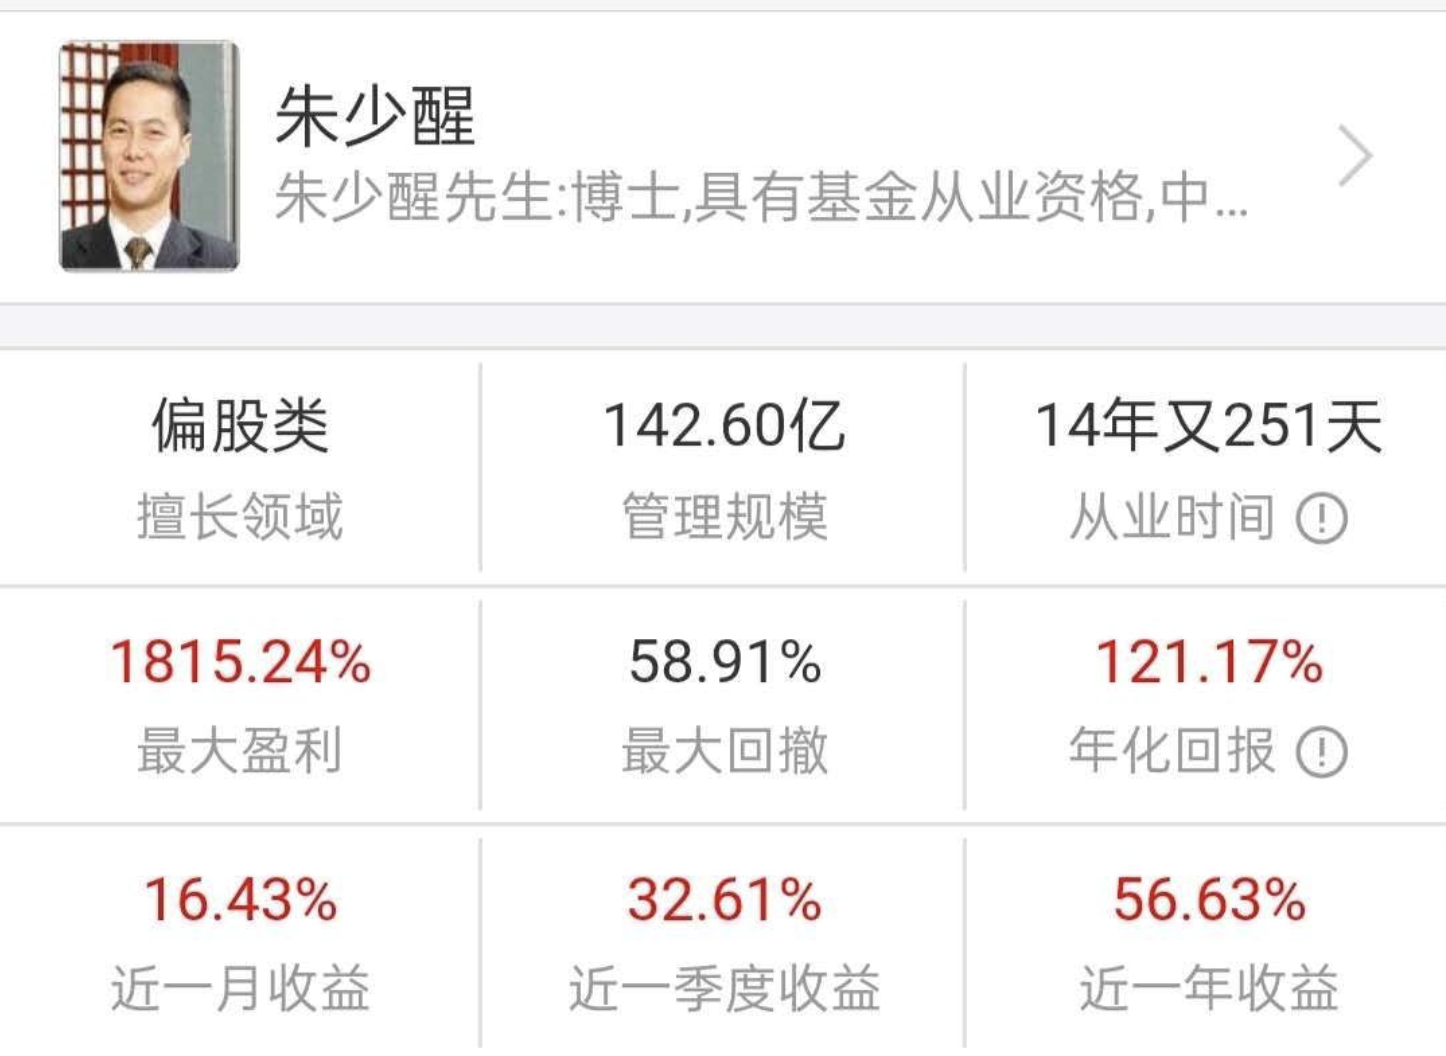 朱少醒
朱少醒先生:博士,具有基金从业资格,中...
偏股类
擅长领域
142.60亿
管理规模
14年又251天
从业时间
1815.24%
最大盈利
58.91%
最大回撤
121.17%
年化回报
16.43%
近一月收益
32.61%
近一季度收益
56.63%
近一年收益